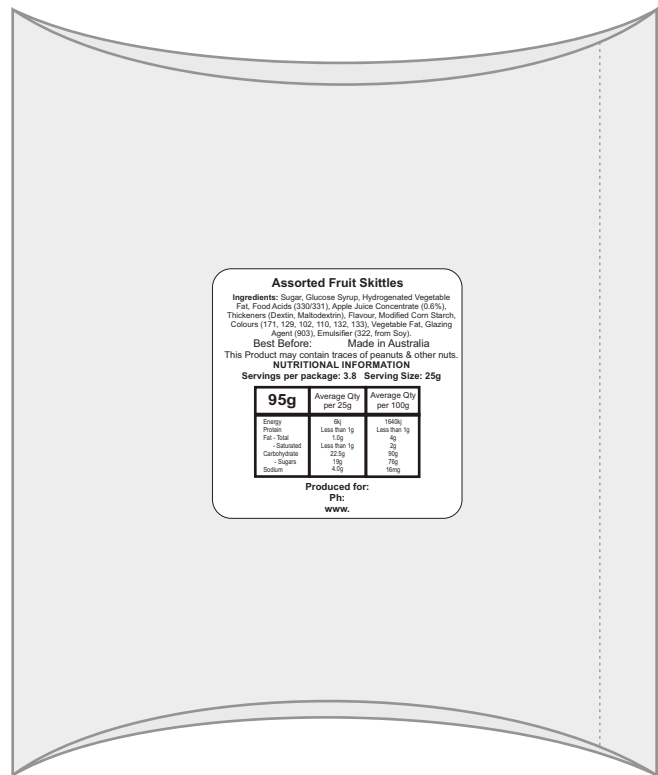 Assorted Fruit Skittles
Ingredients: Sugar, Glucose Syrup, Hydrogenated Vegetable
Fat, Food Acids (330/331), Apple Juice Concentrate (0.6%),
Thickeners (Dextin, Maltodextrin), Flavour, Modified Corn Starch,
Colours (171, 129, 102, 110, 132, 133), Vegetable Fat, Glazing
Agent (903), Emulsifier (322, from Soy).
Best Before: Made in Australia
This Product may contain traces of peanuts & other nuts.
NUTRITIONAL INFORMATION
Servings per package: 3.8 Serving Size: 25g
95g Average Qty per 25g Average Qty per 100g
Energy 6kj 1640kj
Protein Less than 1g Less than 1g
Fat - Total 1.0g 4g
- Saturated Less than 1g 2g
Carbohydrate 22.5g 90g
- Sugars 19g 76g
Sodium 4.0g 16mg
Produced for:
Ph:
www.